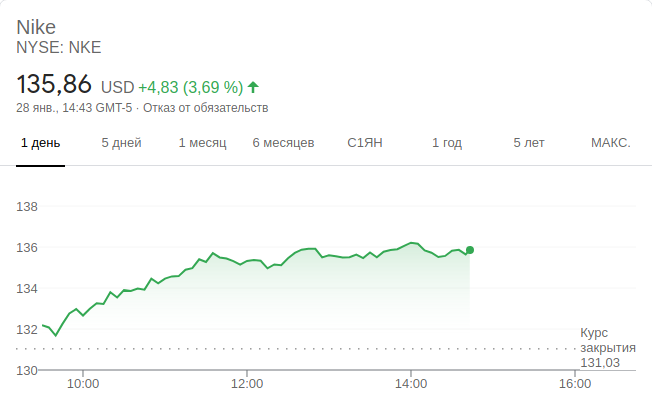 Nike
NYSE: NKE
135,86 USD +4,83 (3,69 %)
28 янв., 14:43 GMT-5 · Отказ от обязательств
1 день 5 дней 1 месяц 6 месяцев С1ЯН 1 год 5 лет МАКС.
138
136
134
132
Курс
закрытия
131,03
130
10:00 12:00 14:00 16:00